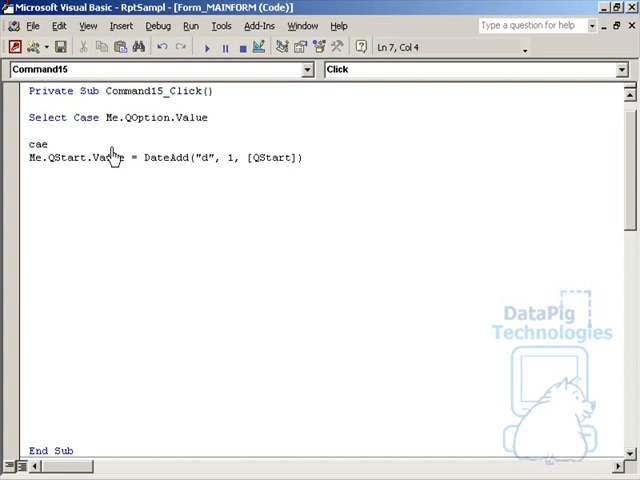 Microsoft Visual Basic - RptSampl - [Form_MAINFORM (Code)]
File Edit View Insert Format Debug Run Tools Add-Ins Window Help
Type a question for help
Ln 7, Col 4
Command15
Click
Private Sub Command15_Click()
Select Case Me.QOption.Value
cae
Me.QStart.Value = DateAdd("d", 1, [QStart])
DataPig
Technologies
End Sub